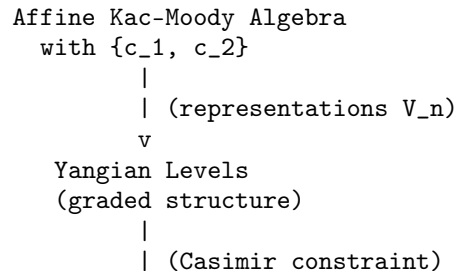 Affine Kac-Moody Algebra
with {c_1, c_2}
|
| (representations V_n)
v
Yangian Levels
(graded structure)
|
| (Casimir constraint)